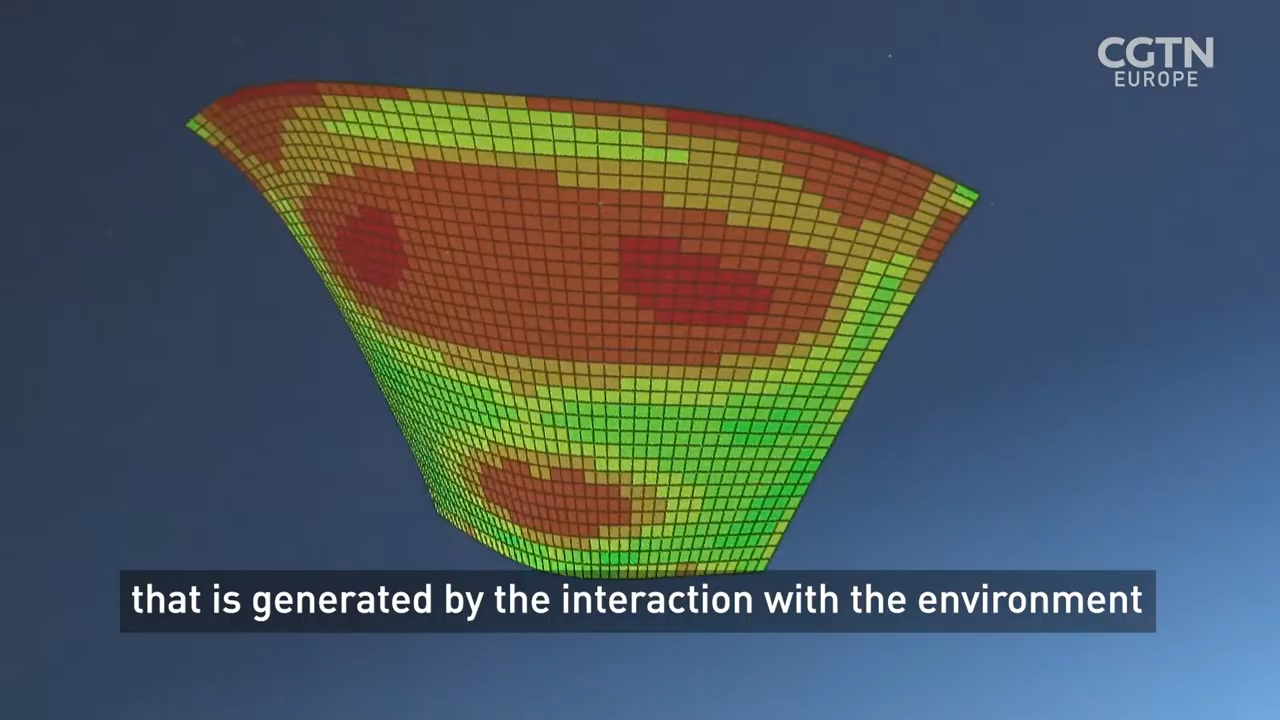 CGTN
EUROPE
that is generated by the interaction with the environment